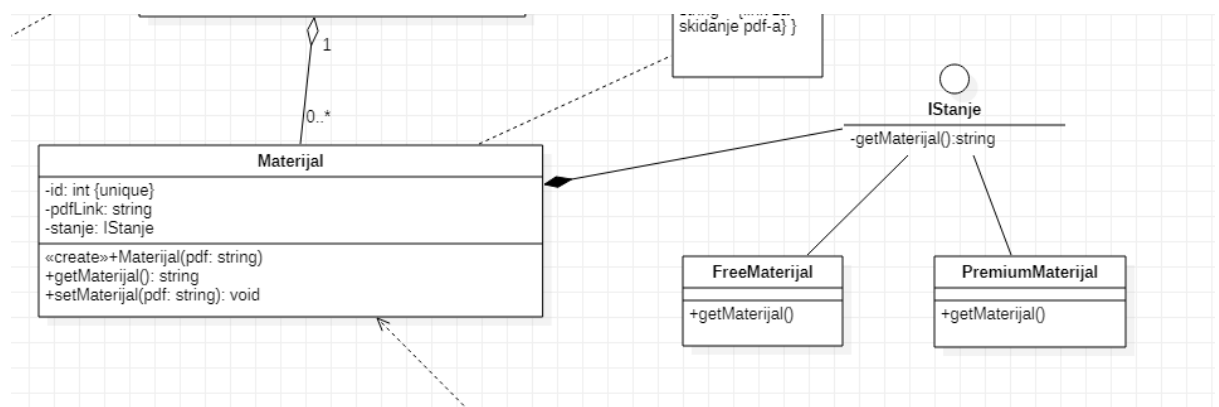 skidanje pdf-a} }
1
0..*
IStanje
-getMaterijal():string
Materijal
-id: int {unique}
-pdfLink: string
-stanje: IStanje
«create»+Materijal(pdf: string)
+getMaterijal(): string
+setMaterijal(pdf: string): void
FreeMaterijal
+getMaterijal()
PremiumMaterijal
+getMaterijal()